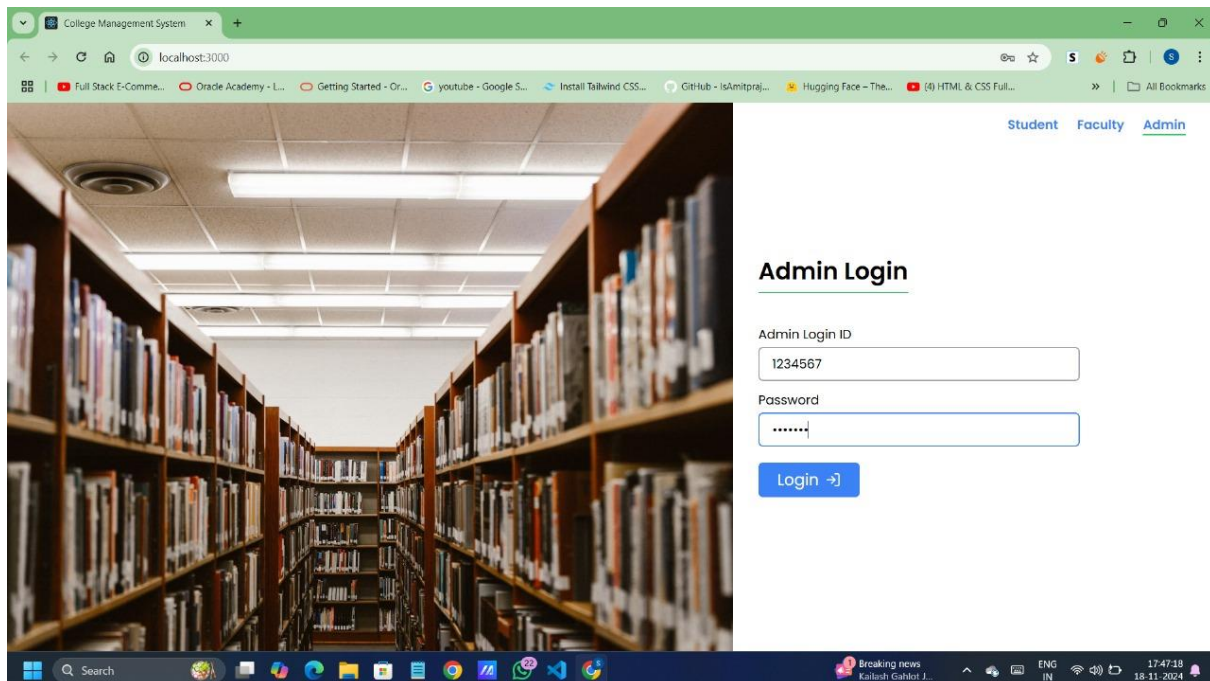 College Management System
localhost:3000
Full Stack E-Comme...
Oracle Academy - L...
Getting Started - Or...
youtube - Google S...
Install Tailwind CSS...
GitHub - IsAmitpraj...
Hugging Face – The...
(4) HTML & CSS Full...
All Bookmarks
Student Faculty Admin
Admin Login
Admin Login ID
1234567
Password
Login
Search
22
1
Breaking news
Kailash Gahlot J...
ENG
IN
17:47:18
18-11-2024